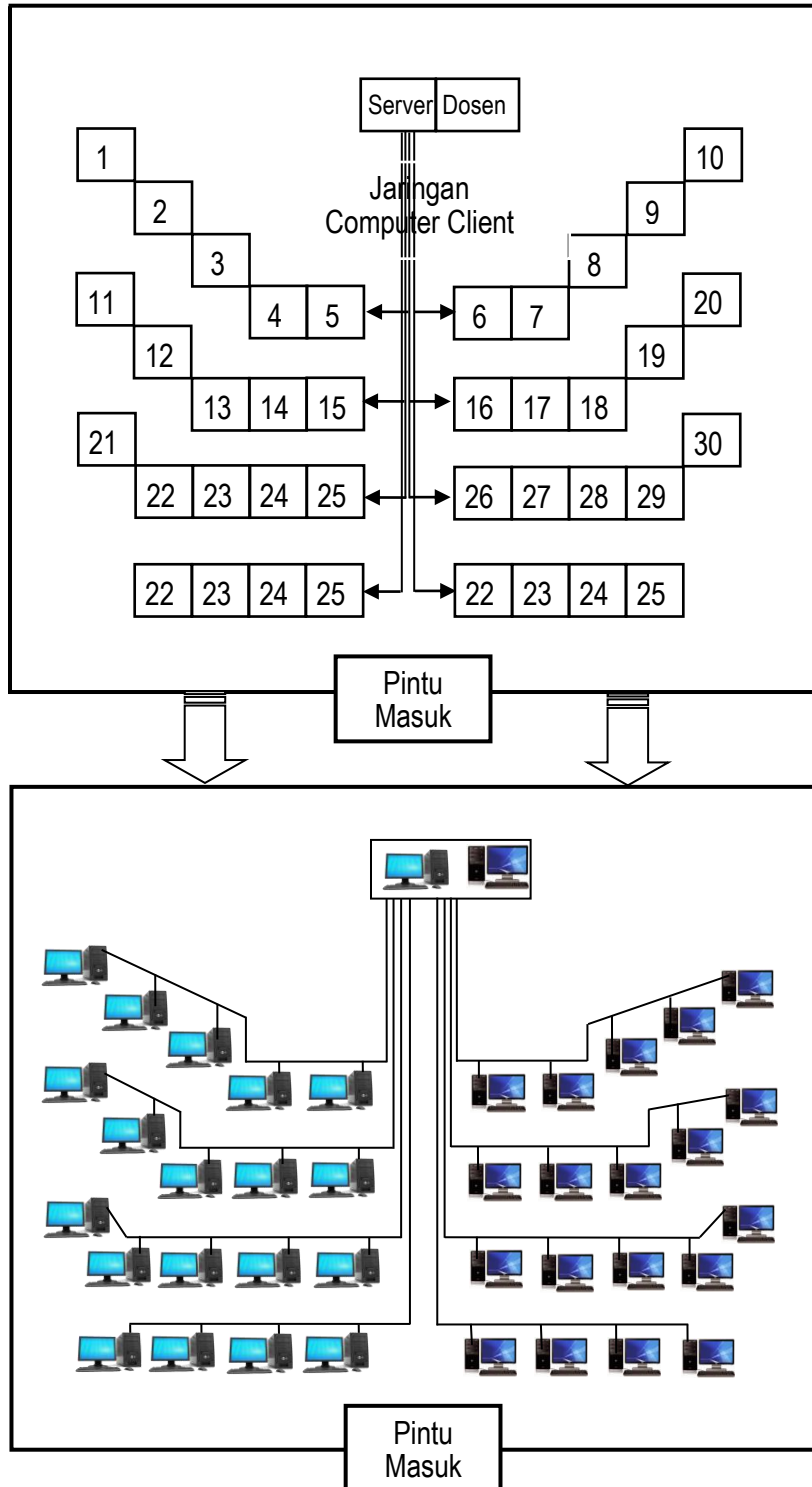 Server Dosen
1 10
2 9
Jaringan
Computer Client
3 8
4 5 6 7
11 20
12 19
13 14 15 16 17 18
21 30
22 23 24 25 26 27 28 29
22 23 24 25 22 23 24 25
Pintu
Masuk
Pintu
Masuk